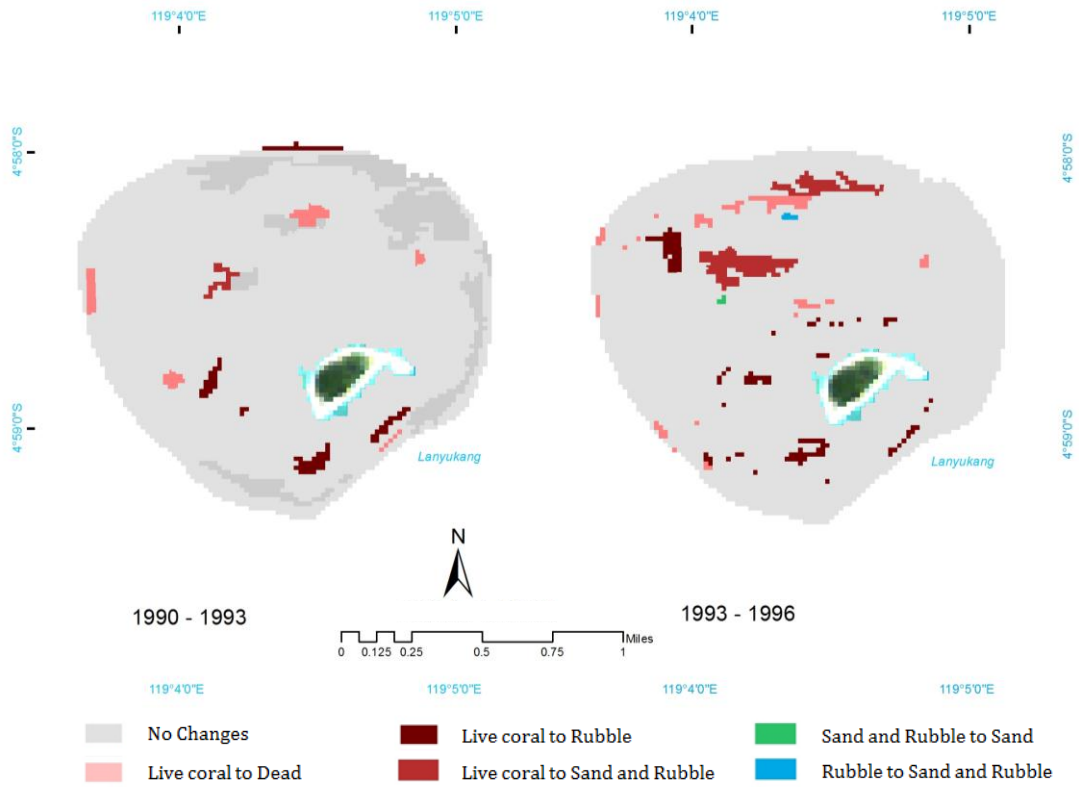 119°4'0"E 119°5'0"E 119°4'0"E 119°5'0"E
4°58'0"S 4°58'0"S
4°59'0"S 4°59'0"S
Lanyukang Lanyukang
N
1990 - 1993 1993 - 1996
Miles
0 0.125 0.25 0.5 0.75 1
119°4'0"E 119°5'0"E 119°4'0"E 119°5'0"E
No Changes Live coral to Rubble Sand and Rubble to Sand
Live coral to Dead Live coral to Sand and Rubble Rubble to Sand and Rubble